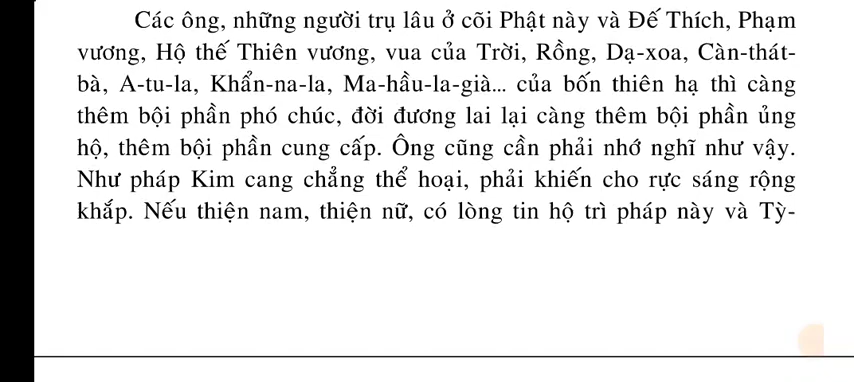 Các ông, những người trụ lâu ở cõi Phật này và Đế Thích, Phạm
vương, Hộ thế Thiên vương, vua của Trời, Rồng, Dạ-xoa, Càn-thát-
bà, A-tu-la, Khẩn-na-la, Ma-hầu-la-già... của bốn thiên hạ thì càng
thêm bội phần phó chúc, đời đương lai lại càng thêm bội phần ủng
hộ, thêm bội phần cung cấp. Ông cũng cần phải nhớ nghĩ như vậy.
Như pháp Kim cang chẳng thể hoại, phải khiến cho rực sáng rộng
khắp. Nếu thiện nam, thiện nữ, có lòng tin hộ trì pháp này và Tỳ-